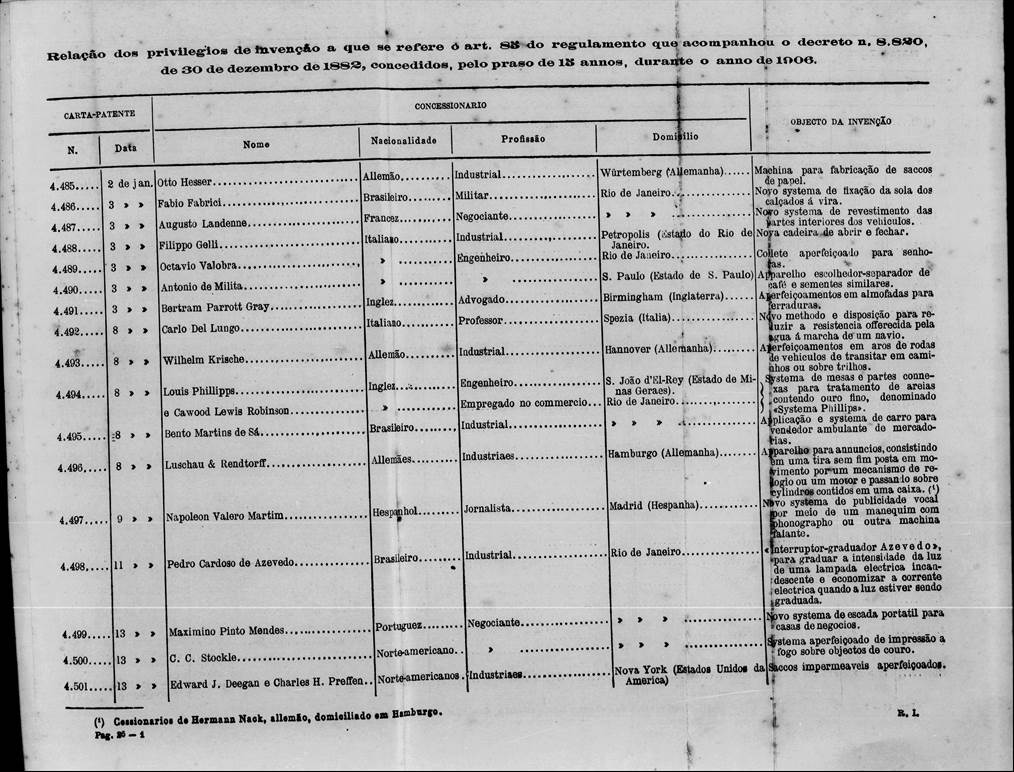 Relação dos privilegios de invenção a que se refere o art. 83 do regulamento que acompanhou o decreto n. 8.820,
de 30 de dezembro de 1882, concedidos, pelo praso de 15 annos, durante o anno de 1906.
CARTA-PATENTE CONCESSIONARIO OBJECTO DA INVENÇÃO
N. Data Nome Nacionalidade Profissão Domicilio
4.485..... 2 de jan. Otto Hesser Allemão Industrial Würtemberg (Allemanha) Machina para fabricação de saccos
de papel.
4.486..... 3 » » Fabio Fabrici Brasileiro Militar Rio de Janeiro Novo systema de fixação da sola dos
calçados á vira.
4.487..... 3 » » Augusto Landenne Francez Negociante » » » Novo systema de revestimento das
partes interiores dos vehiculos.
4.488..... 3 » » Filippo Gelli Italiano Industrial Petropolis (Estado do Rio de Nova cadeira de abrir e fechar.
Janeiro.
4.489..... 3 » » Octavio Valobra » Engenheiro Rio de Janeiro Collete aperfeiçoado para senho-
ras.
4.490..... 3 » » Antonio de Milita » » S. Paulo (Estado de S. Paulo) Apparelho escolhedor-separador de
café e sementes similares.
4.491..... 3 » » Bertram Parrott Gray Inglez Advogado Birmingham (Inglaterra) Aperfeiçoamentos em almofadas para
ferraduras.
4.492..... 8 » » Carlo Del Lungo Italiano Professor Spezia (Italia) Novo methodo e disposição para re-
duzir a resistencia offerecida pela
agua á marcha de um navio.
4.493..... 8 » » Wilhelm Krische Allemão Industrial Hannover (Allemanha) Aperfeiçoamentos em aros de rodas
de vehiculos de transitar em cami-
nhos ou sobre trilhos.
4.494..... 8 » » Louis Phillipps Inglez Engenheiro S. João d'El-Rey (Estado de Mi- Systema de mesas e partes conne-
nas Geraes). xas para tratamento de areias
e Cawood Lewis Robinson » Empregado no commercio Rio de Janeiro contendo ouro fino, denominado
«Systema Phillips».
4.495..... 8 » » Bento Martins de Sá Brasileiro Industrial » » » Applicação e systema de carro para
vendedor ambulante de mercado-
rias.
4.496..... 8 » » Luschau & Rendtorff Allemães Industriaes Hamburgo (Allemanha) Apparelho para annuncios, consistindo
em uma tira sem fim posta em mo-
vimento por um mecanismo de re-
logio ou um motor e passando sobre
cylindros contidos em uma caixa. (¹)
4.497..... 9 » » Napoleon Valero Martim Hespanhol Jornalista Madrid (Hespanha) Novo systema de publicidade vocal
por meio de um manequim com
phonographo ou outra machina
falante.
4.498..... 11 » » Pedro Cardoso de Azevedo Brasileiro Industrial Rio de Janeiro «Interruptor-graduador Azevedo»,
para graduar a intensidade da luz
de uma lampada electrica incan-
descente e economizar a corrente
electrica quando a luz estiver sendo
graduada.
4.499..... 13 » » Maximino Pinto Mendes Portuguez Negociante » » » Novo systema de escada portatil para
casas de negocios.
4.500..... 13 » » C. C. Stockle Norte-americano » » » » Systema aperfeiçoado de impressão a
fogo sobre objectos de couro.
4.501..... 13 » » Edward J. Deegan e Charles H. Preffen Norte-americanos Industriaes Nova York (Estados Unidos da Saccos impermeaveis aperfeiçoados.
America)
(¹) Cessionarios de Hermann Nack, allemão, domiciliado em Hamburgo.
Pag. 26 — 1 R. I.